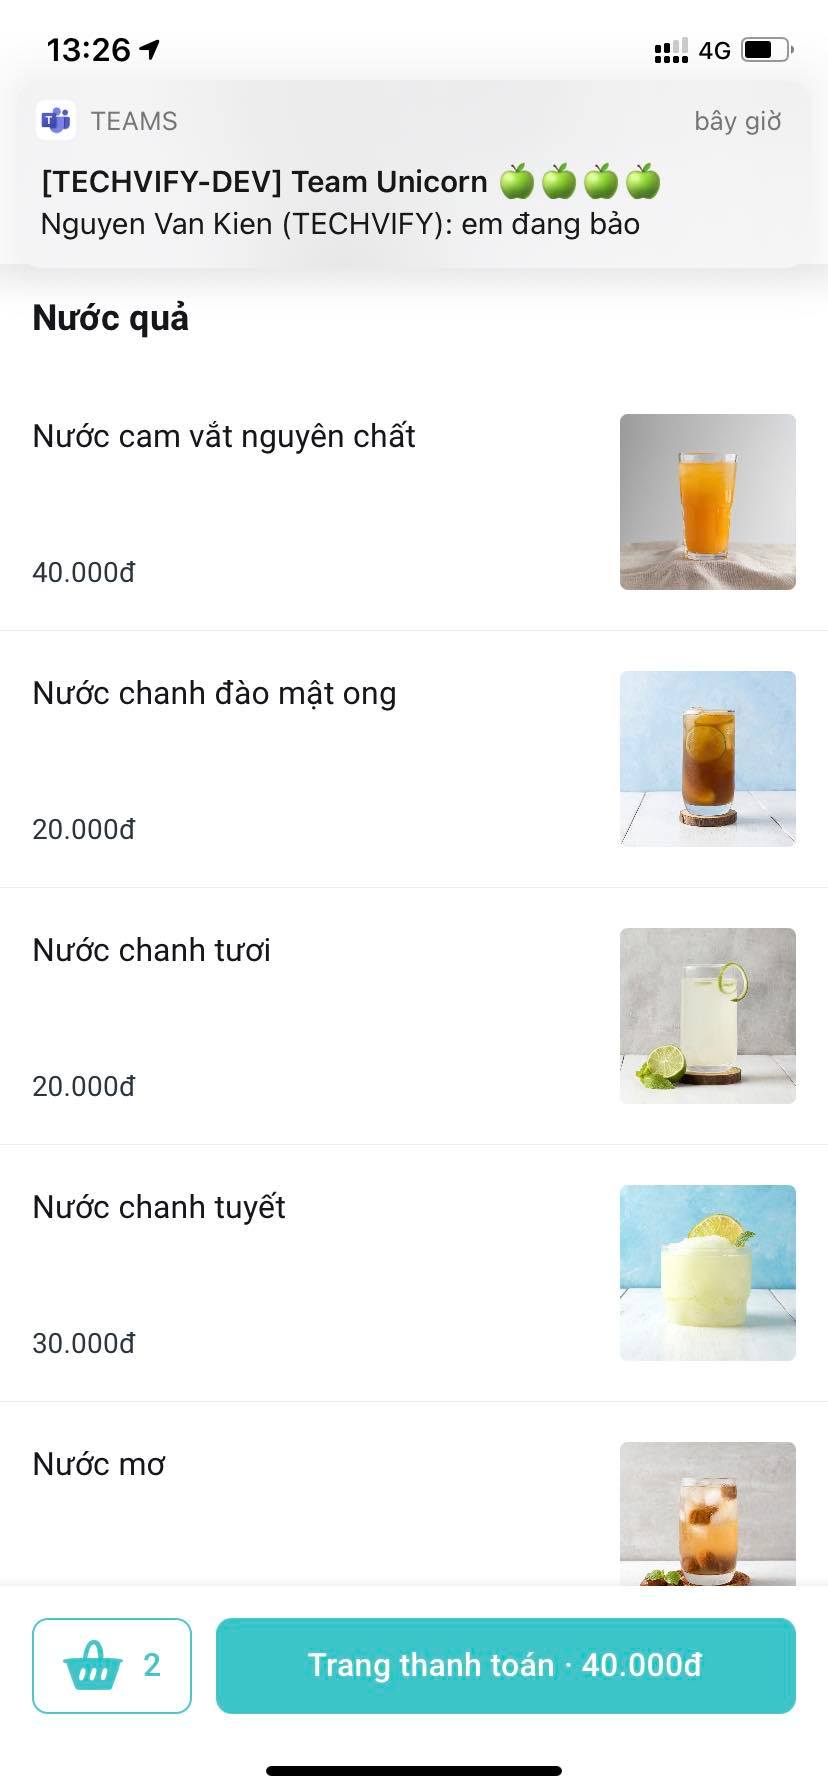 13:26 4G
TEAMS bây giờ
[TECHVIFY-DEV] Team Unicorn 🍏🍏🍏🍏
Nguyen Van Kien (TECHVIFY): em đang bảo
Nước quả
Nước cam vắt nguyên chất
40.000đ
Nước chanh đào mật ong
20.000đ
Nước chanh tươi
20.000đ
Nước chanh tuyết
30.000đ
Nước mơ
2 Trang thanh toán · 40.000đ